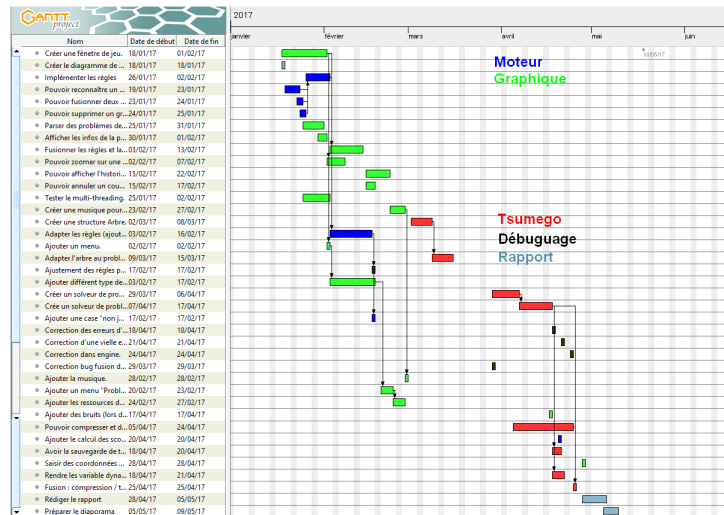 GANTT
project
2017
janvier février mars avril mai juin
Nom Date de début Date de fin
Créer une fênetre de jeu. 18/01/17 01/02/17
Créer le diagramme de ... 18/01/17 18/01/17
Implémenter les règles 26/01/17 02/02/17
Pouvoir reconnaître un ... 19/01/17 23/01/17
Pouvoir fusionner deux ... 23/01/17 24/01/17
Pouvoir supprimer un gr... 24/01/17 25/01/17
Parser des problèmes de... 25/01/17 31/01/17
Afficher les infos de la p... 30/01/17 01/02/17
Fusionner les règles et la... 03/02/17 13/02/17
Pouvoir zoomer sur une ... 02/02/17 07/02/17
Pouvoir afficher l'histori... 15/02/17 22/02/17
Pouvoir annuler un cou... 15/02/17 17/02/17
Tester le multi-threading. 25/01/17 02/02/17
Créer une musique pour... 23/02/17 27/02/17
Créer une structure Arbre. 02/03/17 08/03/17
Adapter les règles (ajout... 03/02/17 16/02/17
Ajouter un menu. 02/02/17 02/02/17
Adapter l'arbre au probl... 09/03/17 15/03/17
Ajustement des règles p... 17/02/17 17/02/17
Ajouter différent type de... 03/02/17 17/02/17
Créer un solveur de pro... 29/03/17 06/04/17
Crée un solveur de probl... 07/04/17 17/04/17
Ajouter une case "non j... 17/02/17 17/02/17
Correction des erreurs d'... 18/04/17 18/04/17
Correction d'une vielle e... 21/04/17 21/04/17
Correction dans engine. 24/04/17 24/04/17
Correction bug fusion d... 29/03/17 29/03/17
Ajouter la musique. 28/02/17 28/02/17
Ajouter un menu "Probl... 20/02/17 23/02/17
Ajouter les ressources d... 24/02/17 27/02/17
Ajouter des bruits (lors d... 17/04/17 17/04/17
Pouvoir compresser et d... 05/04/17 24/04/17
Ajouter le calcul des sco... 20/04/17 20/04/17
Avoir la sauvegarde de t... 18/04/17 20/04/17
Saisir des coordonnées ... 28/04/17 28/04/17
Rendre les variable dyna... 18/04/17 21/04/17
Fusion : compression / t... 25/04/17 25/04/17
Rédiger le rapport 28/04/17 05/05/17
Préparer le diaporama 05/05/17 09/05/17
18/05/17
Moteur
Graphique
Tsumego
Débuguage
Rapport